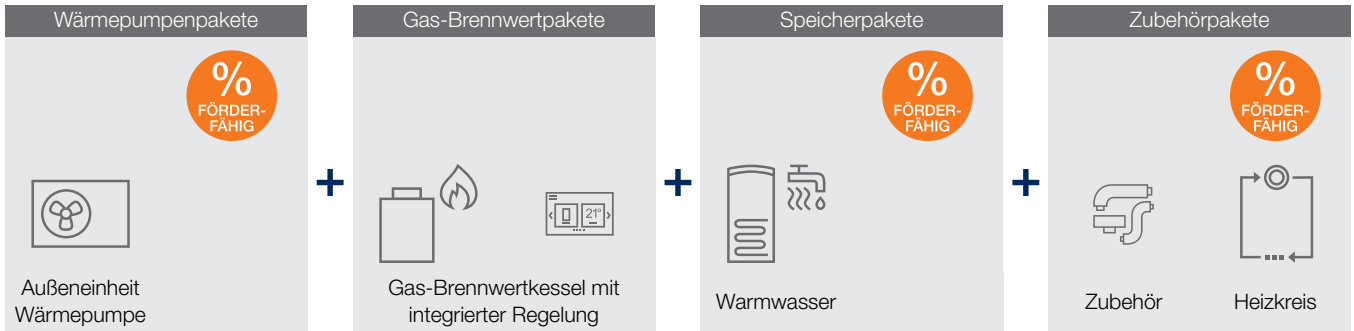 Wärmepumpenpakete
%
FÖRDER-
FÄHIG
Außeneinheit
Wärmepumpe
+
Gas-Brennwertpakete
21°
Gas-Brennwertkessel mit
integrierter Regelung
+
Speicherpakete
%
FÖRDER-
FÄHIG
Warmwasser
+
Zubehörpakete
%
FÖRDER-
FÄHIG
Zubehör
Heizkreis